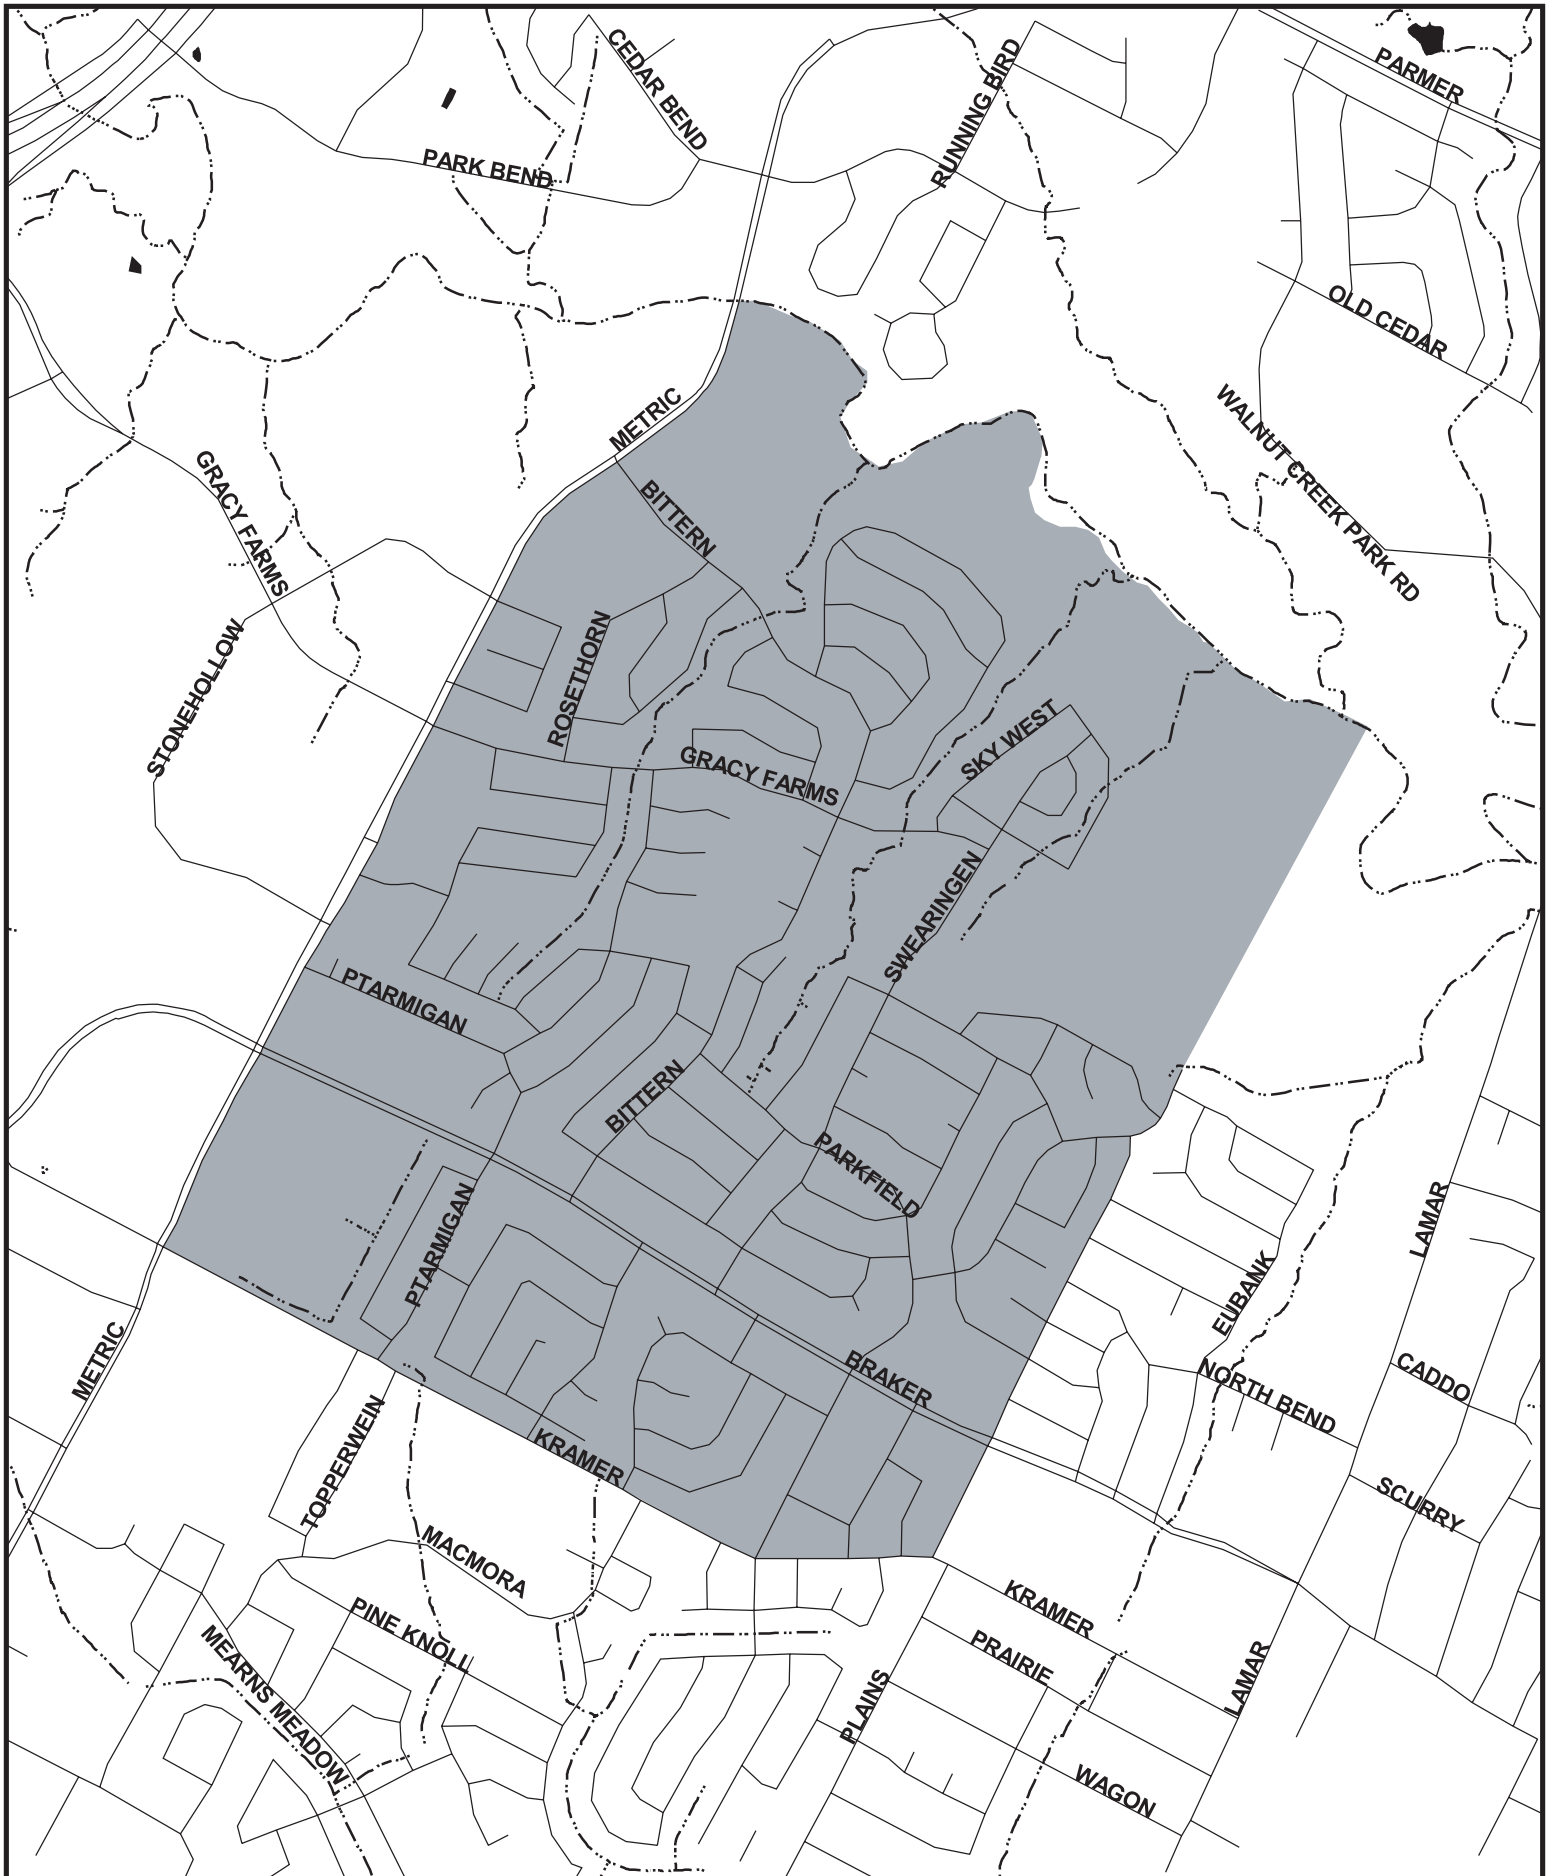 CEDAR BEND
RUNNING BIRD
PARMER
PARK BEND
OLD CEDAR
METRIC
WALNUT CREEK PARK RD
GRACY FARMS
BITTERN
ROSETHORN
STONEHOLLOW
SKY WEST
GRACY FARMS
SWEARINGEN
PTARMIGAN
BITTERN
PARKFIELD
PTARMIGAN
LAMAR
EUBANK
METRIC
BRAKER
NORTH BEND
CADDO
TOPPERWEIN
KRAMER
SCURRY
MACMORA
KRAMER
PINE KNOLL
MEARNS MEADOW
PRAIRIE
LAMAR
PLAINS
WAGON